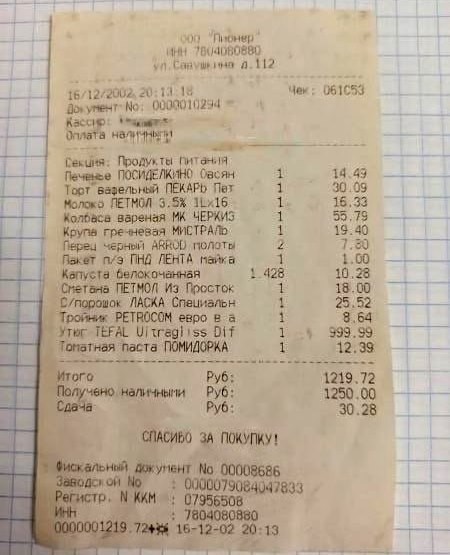 ООО "Пионер"
ИНН 7804080880
ул.Савушкина д.112
16/12/2002 20:13:18 Чек: 061C53
Документ No: 0000010294
Кассир:
Оплата наличными
Секция: Продукты питания
Печенье ПОСИДЕЛКИНО Овсян 1 14.49
Торт вафельный ПЕКАРЬ Пет 1 30.09
Молоко ПЕТМОЛ 3.5% 1Lx16 1 16.33
Колбаса вареная МК ЧЕРКИЗ 1 55.79
Крупа гречневая МИСТРАЛЬ 1 19.40
Перец черный ARROD молоты 2 7.80
Пакет п/э ПНД ЛЕНТА майка 1 1.00
Капуста белокочанная 1.428 10.28
Сметана ПЕТМОЛ Из Просток 1 18.00
С/порошок ЛАСКА Специальн 1 25.52
Тройник PETROCOM евро в а 1 8.64
Утюг TEFAL Ultragliss Dif 1 999.99
Томатная паста ПОМИДОРКА 1 12.39
Итого Руб: 1219.72
Получено наличными Руб: 1250.00
Сдача Руб: 30.28
СПАСИБО ЗА ПОКУПКУ!
Фискальный документ No 00008686
Заводской No : 0000079084047833
Регистр. N ККМ : 07956508
ИНН : 7804080880
0000001219.72 16-12-02 20:13